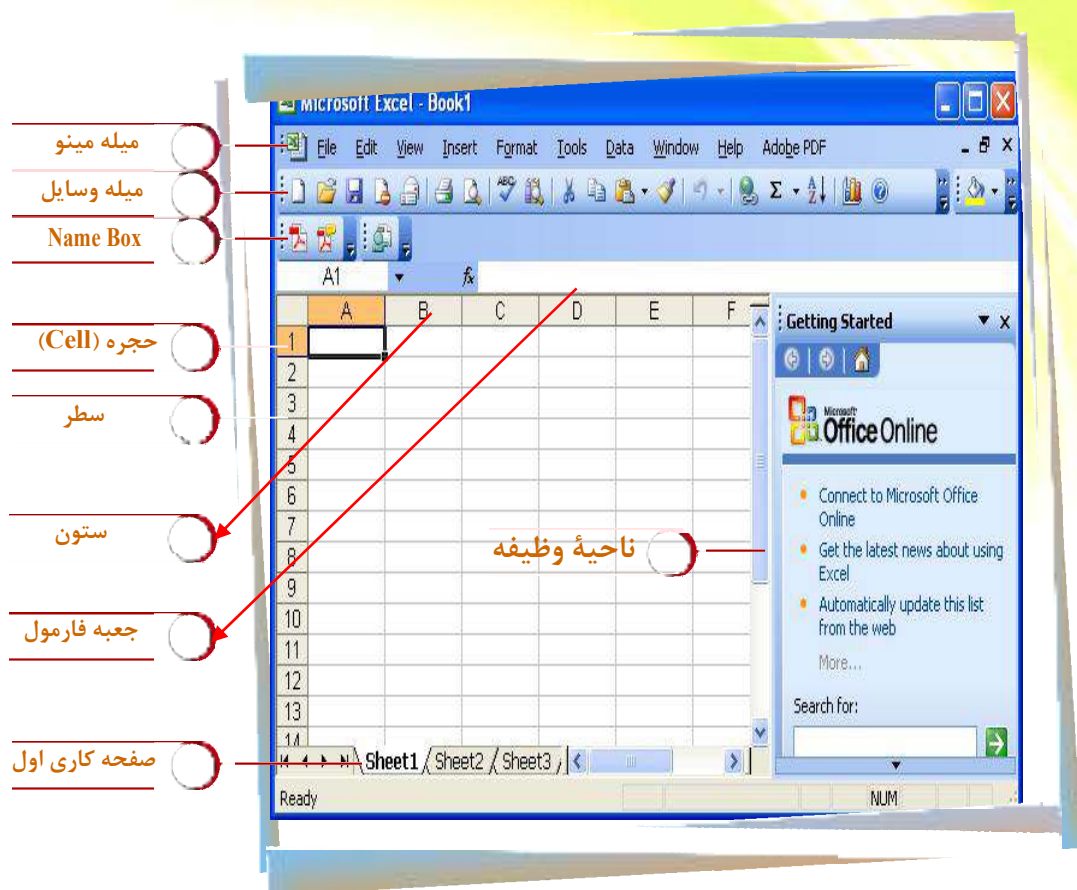 Microsoft Excel - Book1
میله مینو
File Edit View Insert Format Tools Data Window Help Adobe PDF
میله وسایل
Name Box
A1 fx
A B C D E F
Getting Started
حجره (Cell)
1
2
3
4
5
6
7
8
9
10
11
12
13
14
سطر
ستون
جعبه فارمول
صفحه کاری اول
ناحیۀ وظیفه
Microsoft
Office Online
Connect to Microsoft Office
Online
Get the latest news about using
Excel
Automatically update this list
from the web
More...
Search for:
Sheet1 / Sheet2 / Sheet3 /
Ready NUM